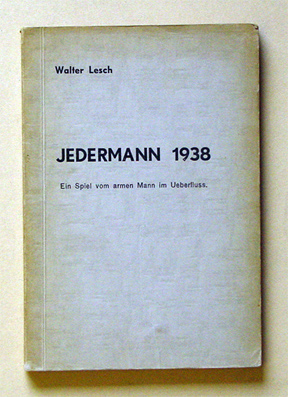 Walter Lesch
JEDERMANN 1938
Ein Spiel vom armen Mann im Ueberfluss.